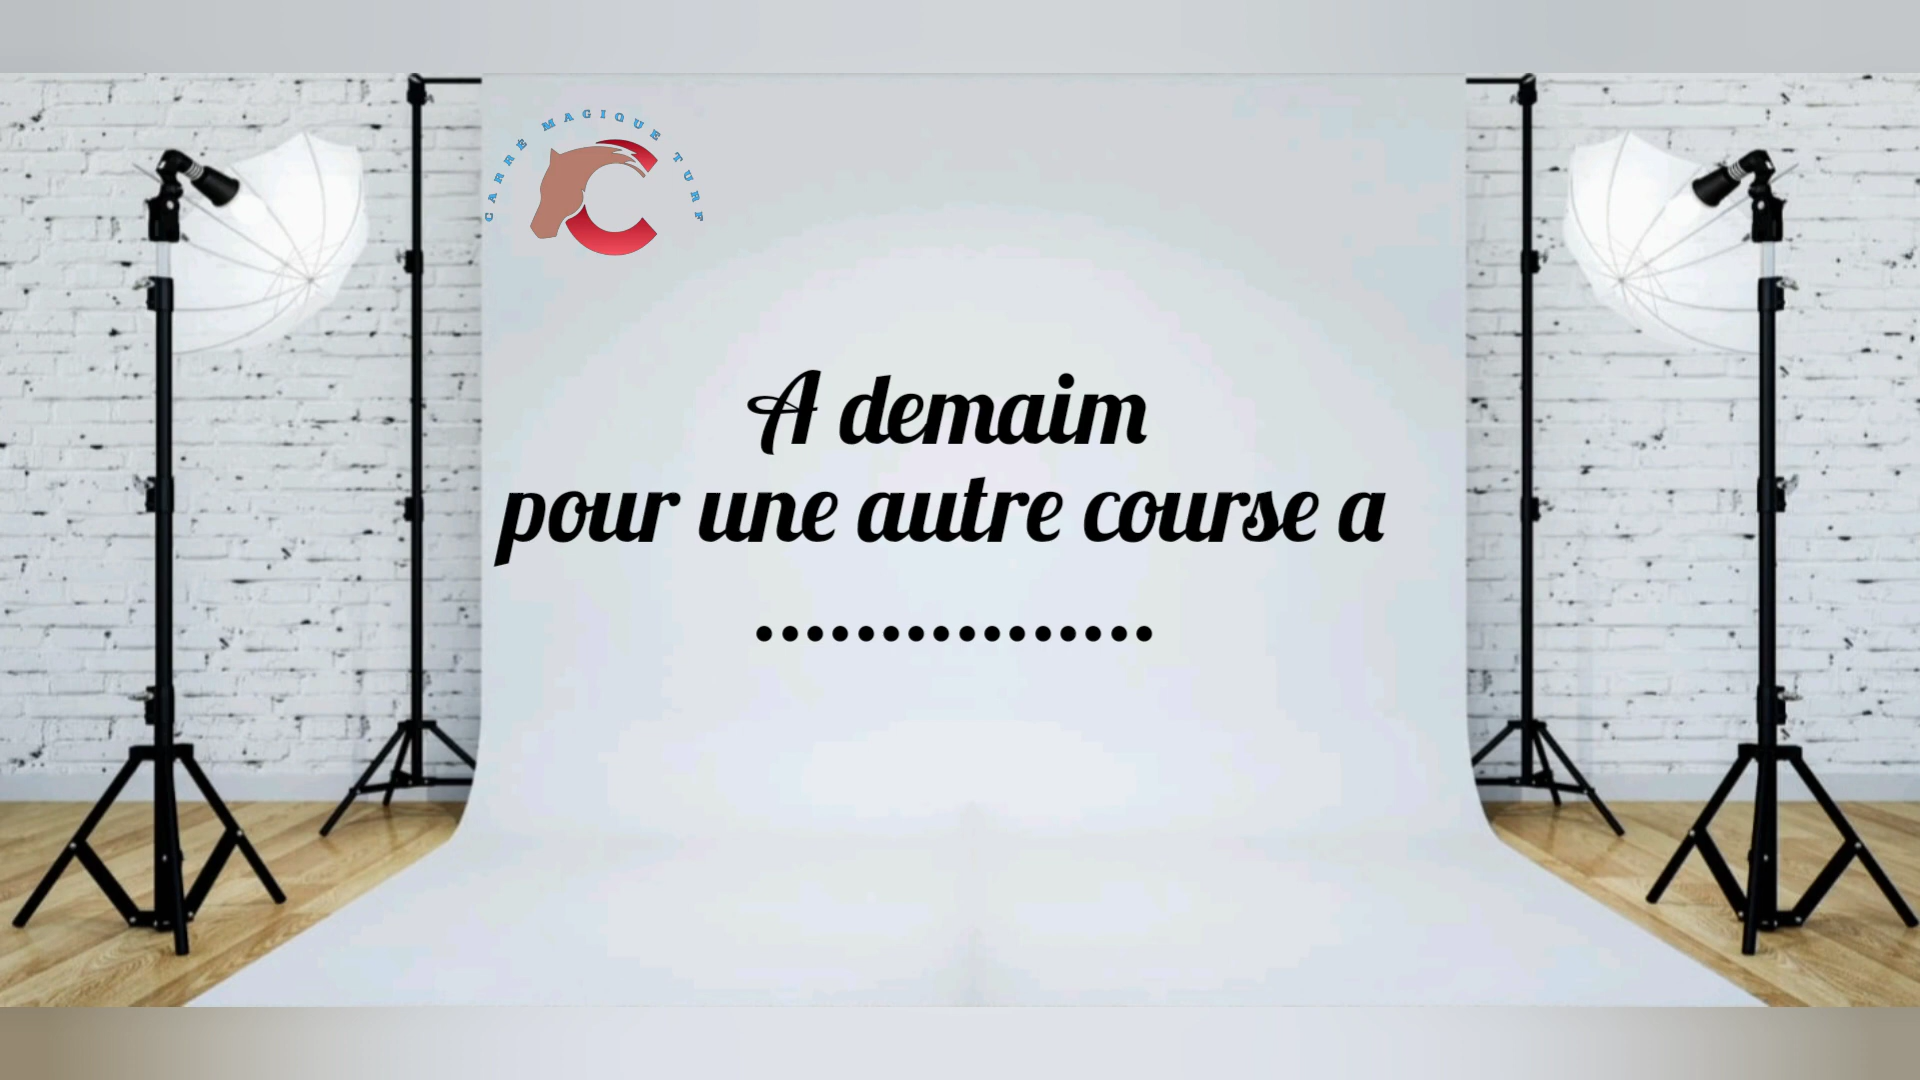 CARRÉ MAGIQUE TURF
A demaim
pour une autre course a
................